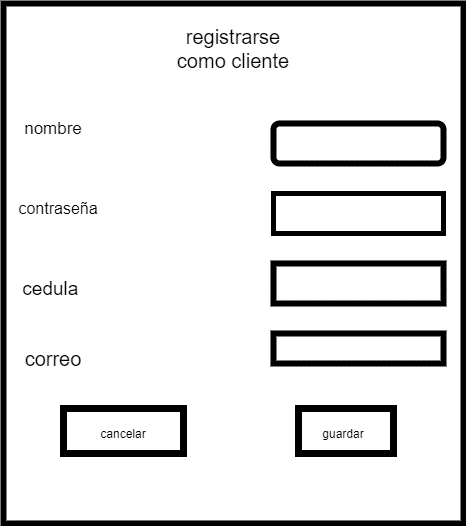 registrarse
como cliente
nombre
contraseña
cedula
correo
cancelar
guardar